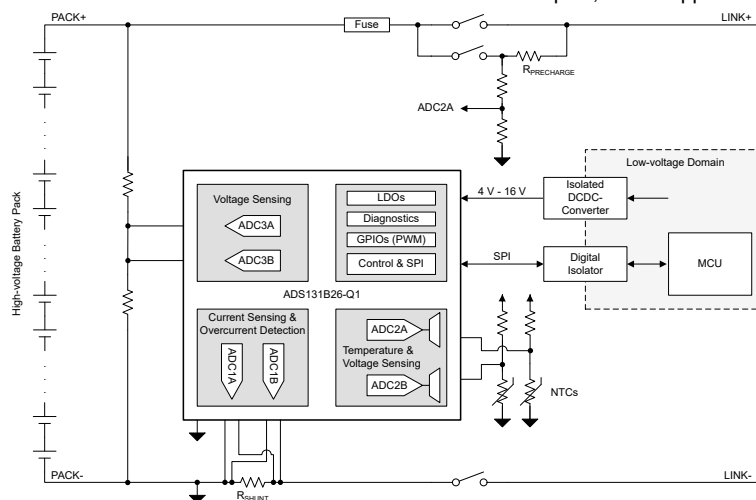 PACK+
Fuse
LINK+
RPRECHARGE
ADC2A
High-voltage Battery Pack
Low-voltage Domain
Voltage Sensing
ADC3A
ADC3B
LDOs
Diagnostics
GPIOs (PWM)
Control & SPI
4 V - 16 V
Isolated
DCDC-
Converter
SPI
Digital
Isolator
MCU
ADS131B26-Q1
Current Sensing &
Overcurrent Detection
ADC1A
ADC1B
ADC2A
Temperature &
Voltage Sensing
ADC2B
NTCs
PACK-
RSHUNT
LINK-